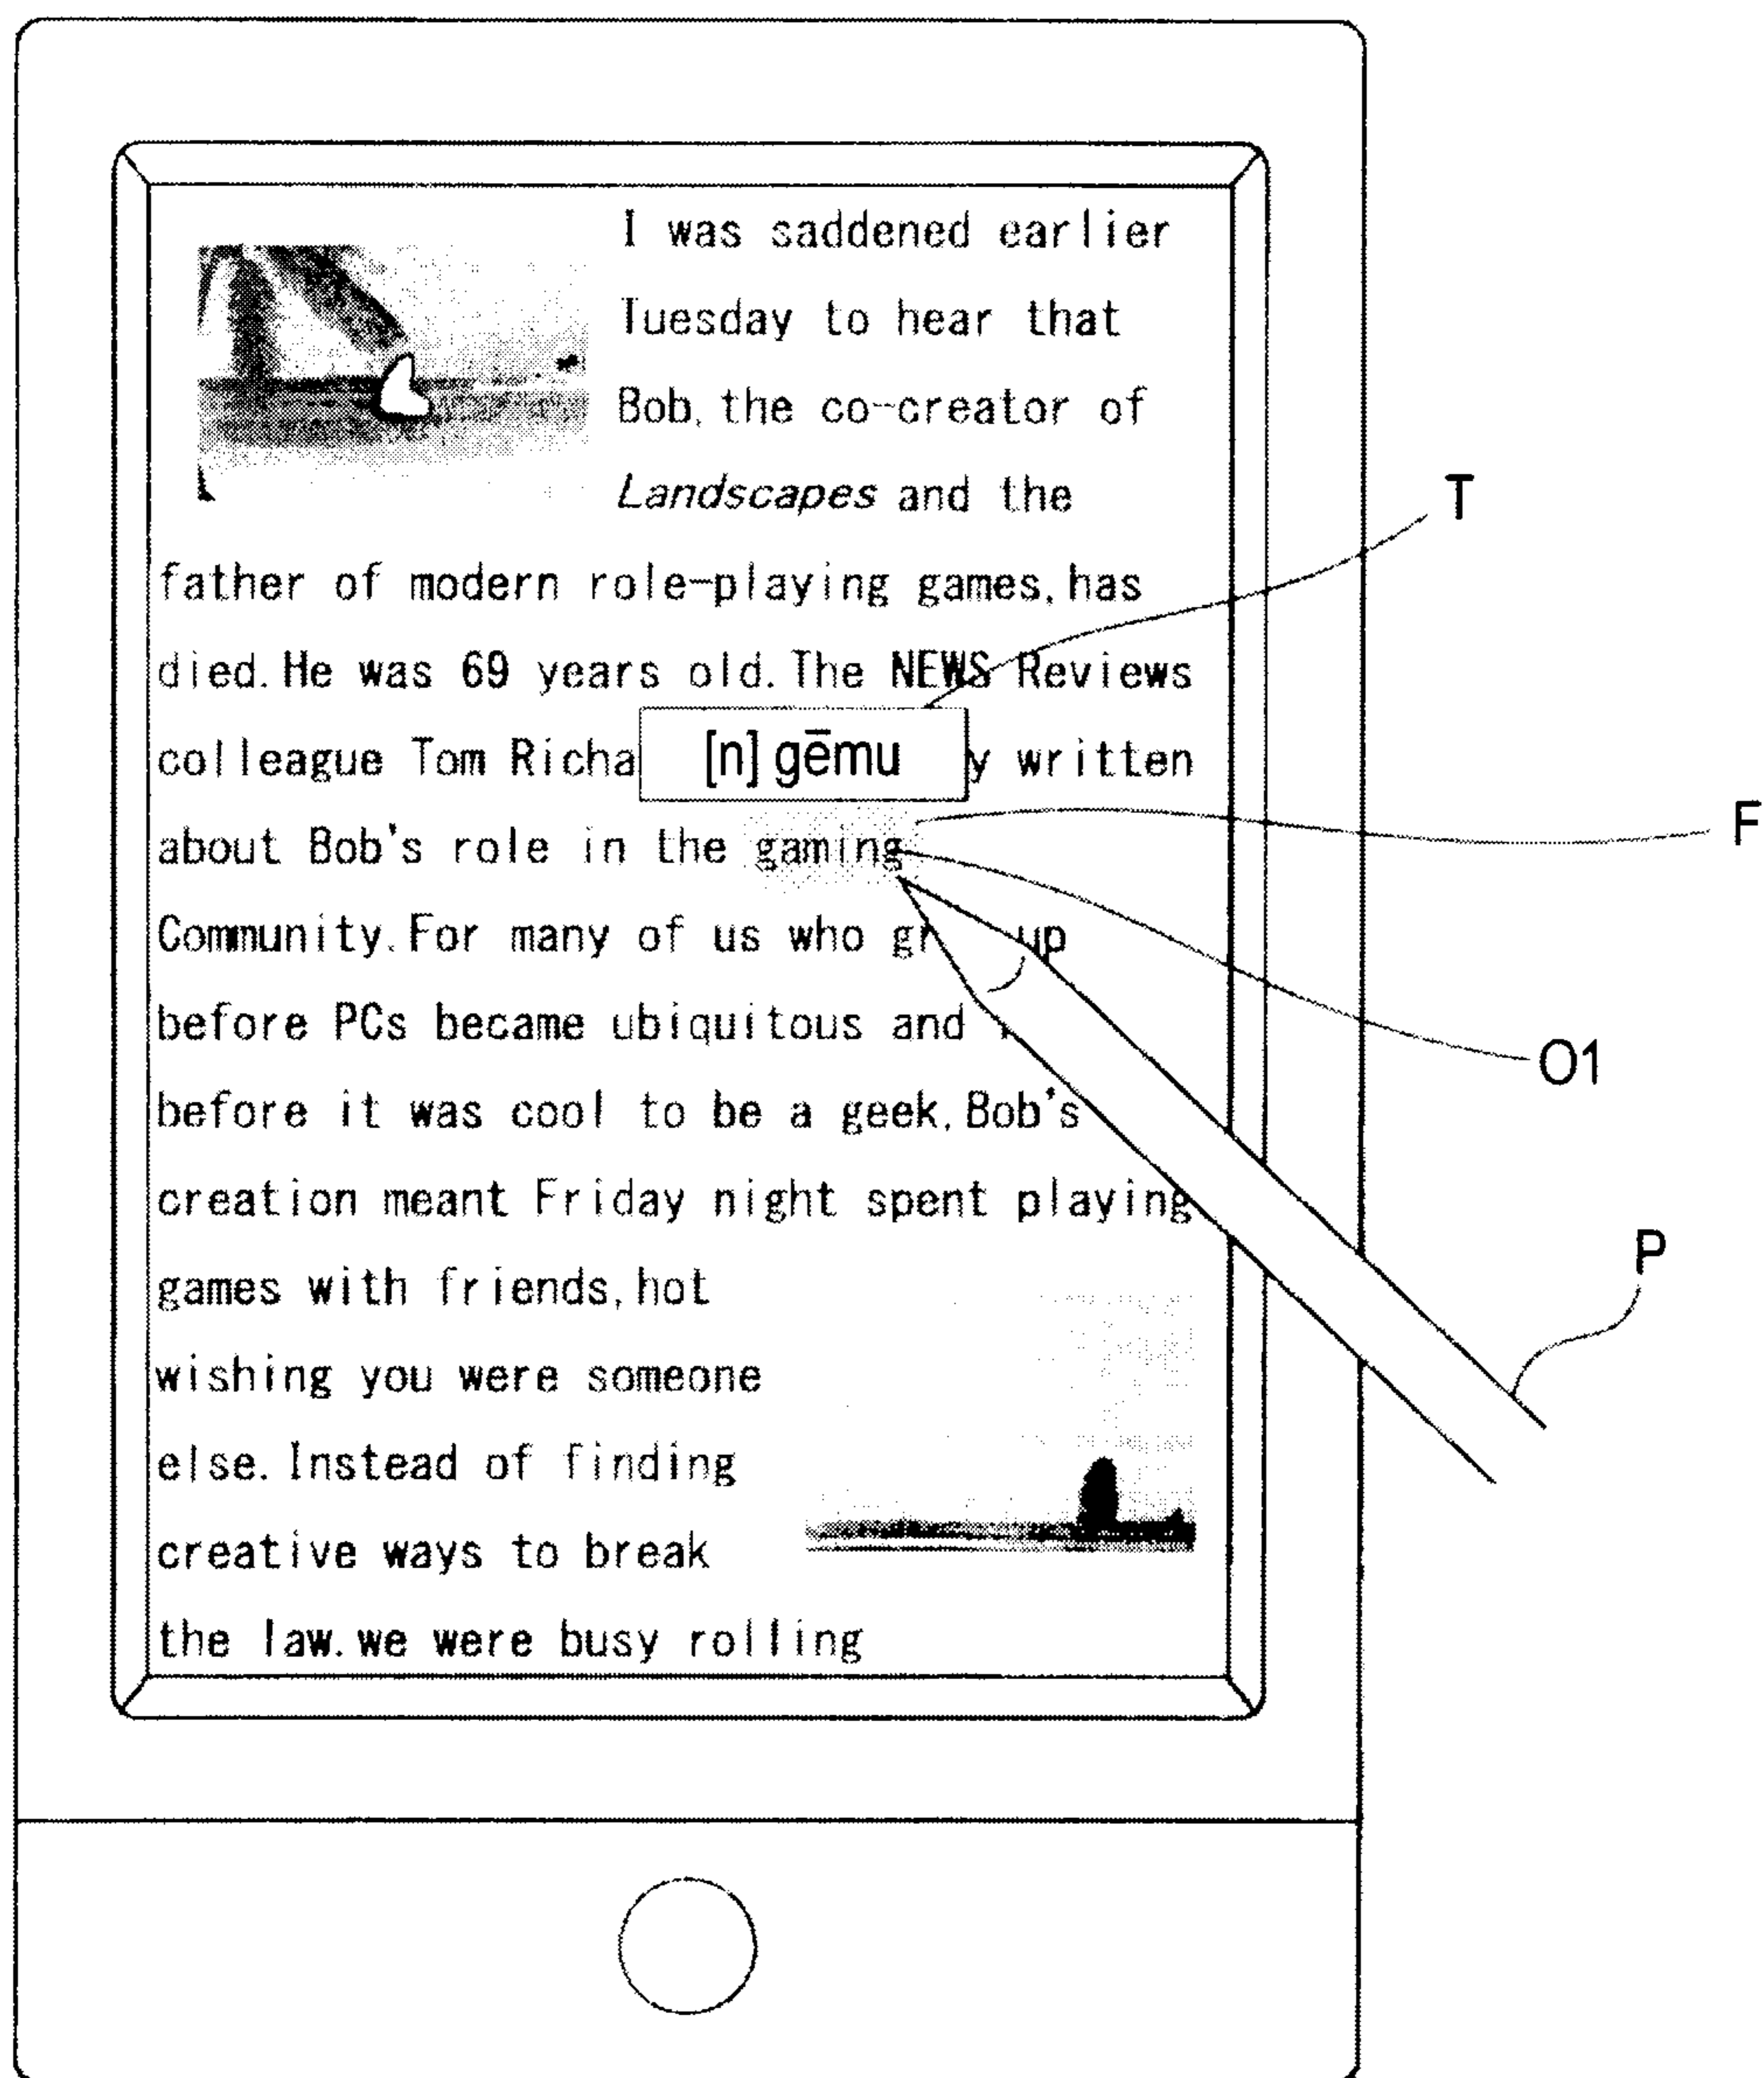 I was saddened earlier
Tuesday to hear that
Bob, the co-creator of
Landscapes and the
T
father of modern role-playing games, has
died. He was 69 years old. The NEWS Reviews
colleague Tom Richa [n] gēmu y written
F
about Bob's role in the gaming
Community. For many of us who gr up
before PCs became ubiquitous and
O1
before it was cool to be a geek, Bob's
creation meant Friday night spent playing
P
games with friends, hot
wishing you were someone
else. Instead of finding
creative ways to break
the law. we were busy rolling